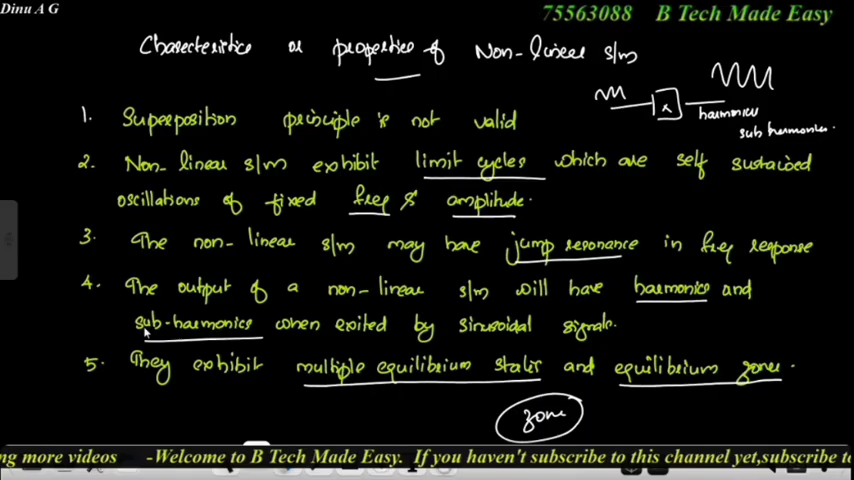 Dinu A G
75563088 B Tech Made Easy
Charecteristics or properties of Non-linear s/m
harmonics
sub harmonics.
1. Superposition principle is not valid
2. Non-linear s/m exhibit limit cycles which are self sustained
oscillations of fixed freq & amplitude.
3. The non-linear s/m may have jump resonance in freq response
4. The output of a non-linear s/m will have harmonics and
sub-harmonics when exited by sinusoidal signals.
5. They exhibit multiple equilibrium states and equilibrium zones.
zone
ng more videos -Welcome to B Tech Made Easy. If you haven't subscribe to this channel yet,subscribe to